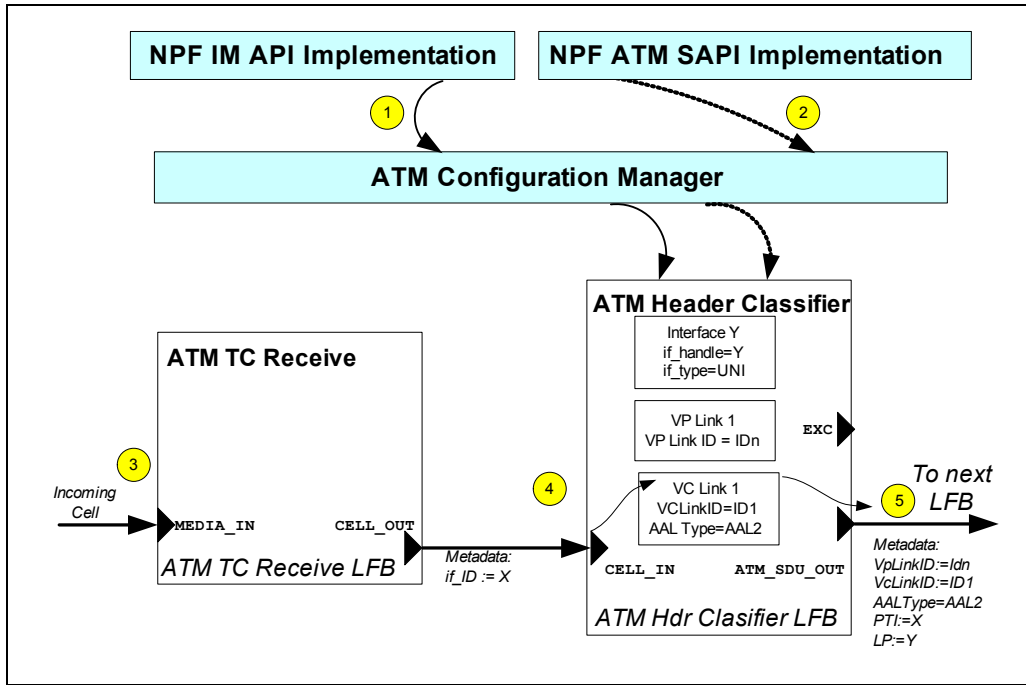 NPF IM API Implementation
NPF ATM SAPI Implementation
1
2
ATM Configuration Manager
ATM Header Classifier
Interface Y
if_handle=Y
if_type=UNI
ATM TC Receive
VP Link 1
VP Link ID = IDn
EXC
3
Incoming
Cell
MEDIA_IN
CELL_OUT
ATM TC Receive LFB
Metadata:
if_ID := X
4
VC Link 1
VCLinkID=ID1
AAL Type=AAL2
CELL_IN
ATM_SDU_OUT
ATM Hdr Clasifier LFB
5
To next
LFB
Metadata:
VpLinkID:=Idn
VcLinkID:=ID1
AALType=AAL2
PTI:=X
LP:=Y